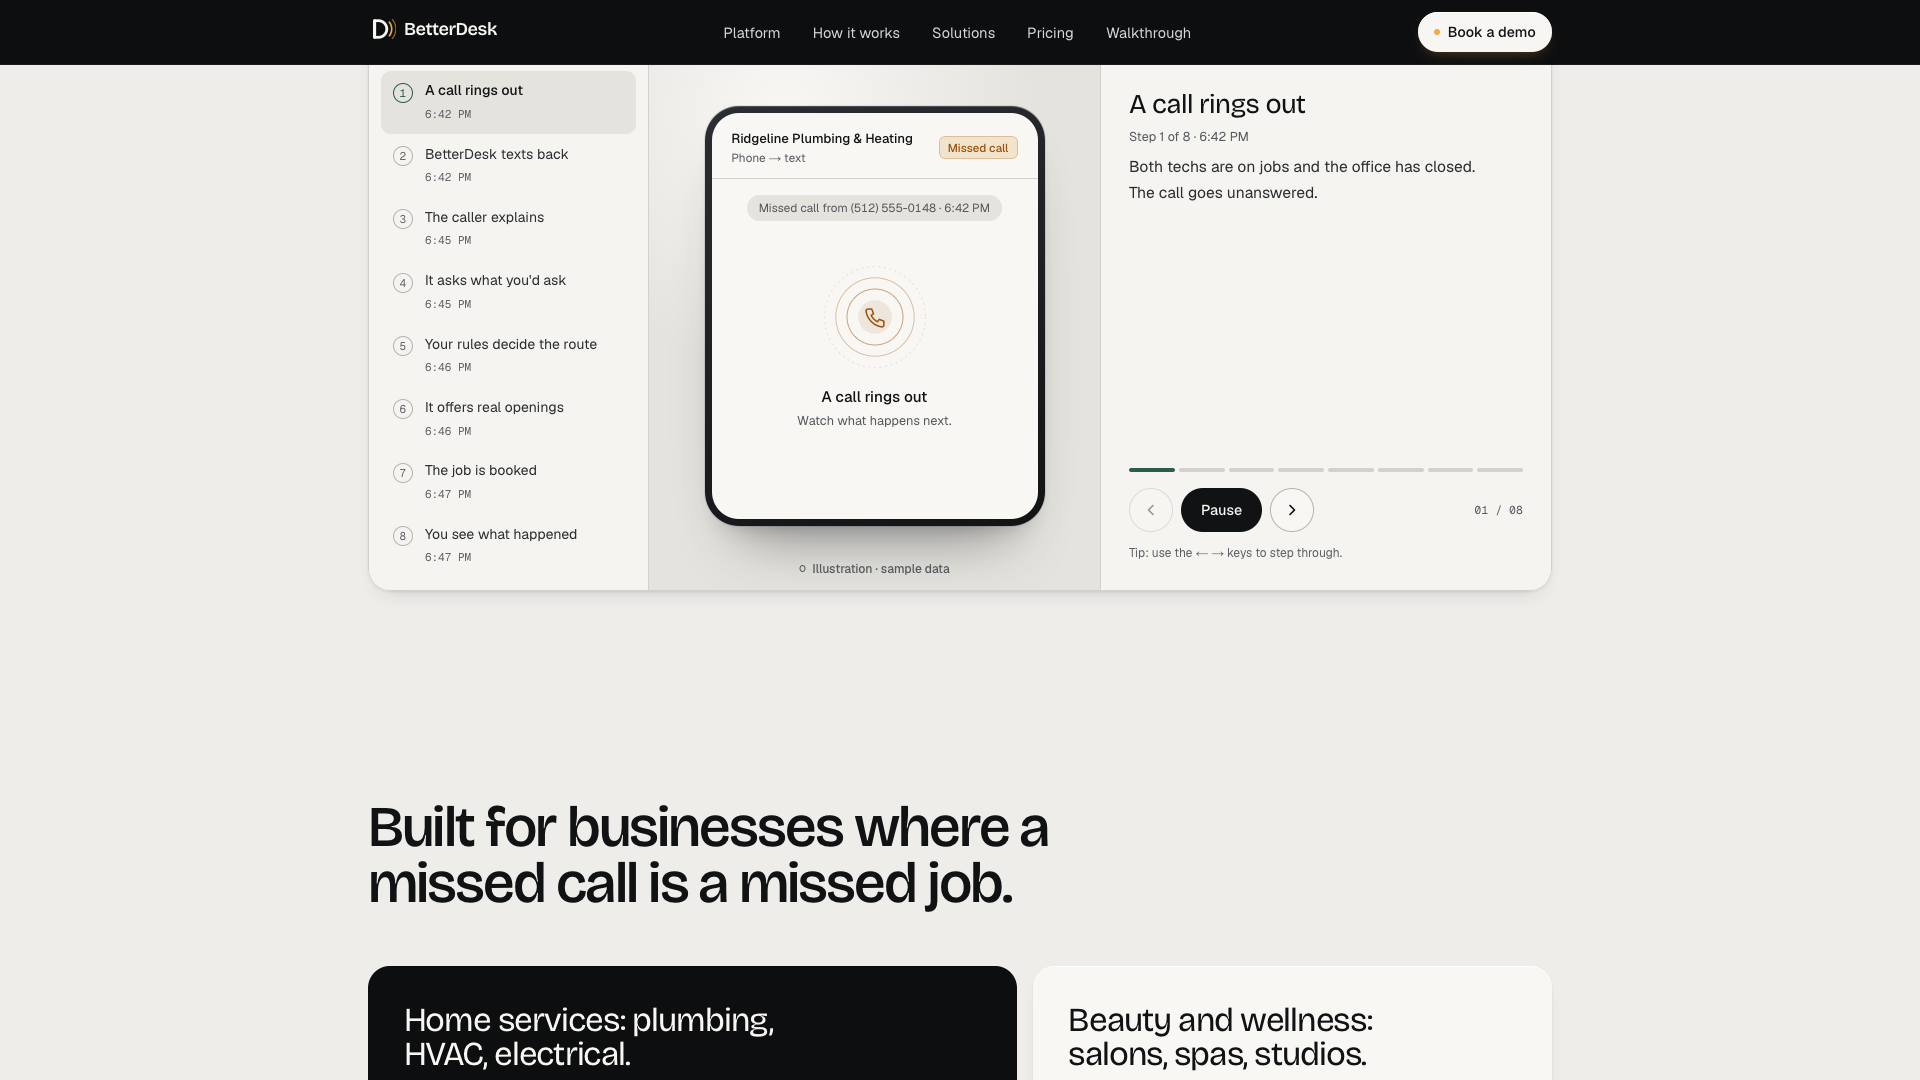 BetterDesk
Platform
How it works
Solutions
Pricing
Walkthrough
Book a demo
1
A call rings out
6:42 PM
2
BetterDesk texts back
6:42 PM
3
The caller explains
6:45 PM
4
It asks what you'd ask
6:45 PM
5
Your rules decide the route
6:46 PM
6
It offers real openings
6:46 PM
7
The job is booked
6:47 PM
8
You see what happened
6:47 PM
Ridgeline Plumbing & Heating
Phone → text
Missed call
Missed call from (512) 555-0148 · 6:42 PM
A call rings out
Watch what happens next.
Illustration · sample data
A call rings out
Step 1 of 8 · 6:42 PM
Both techs are on jobs and the office has closed.
The call goes unanswered.
Pause
01 / 08
Tip: use the ← → keys to step through.
Built for businesses where a
missed call is a missed job.
Home services: plumbing,
HVAC, electrical.
Beauty and wellness:
salons, spas, studios.